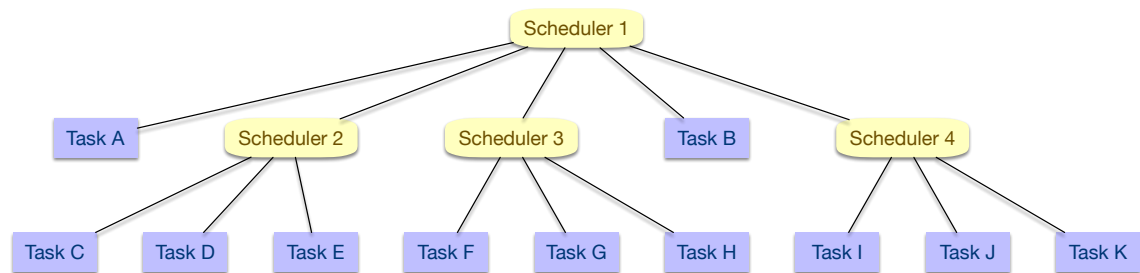 Scheduler 1
Task A
Scheduler 2
Scheduler 3
Task B
Scheduler 4
Task C
Task D
Task E
Task F
Task G
Task H
Task I
Task J
Task K